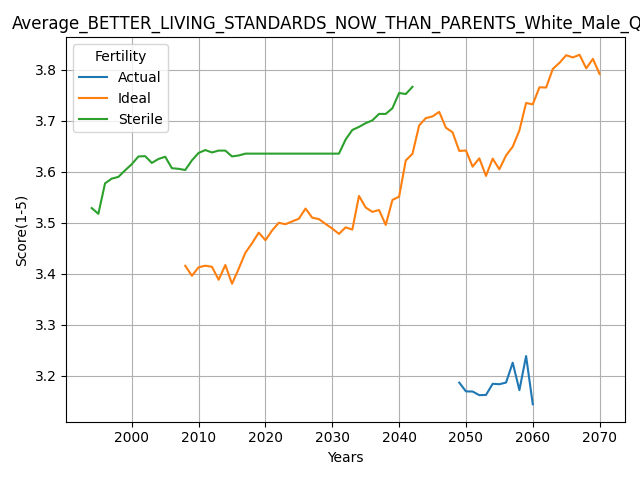 Average_BETTER_LIVING_STANDARDS_NOW_THAN_PARENTS_White_Male_Q
Fertility
Actual
Ideal
Sterile
Score(1-5)
3.8
3.7
3.6
3.5
3.4
3.3
3.2
2000 2010 2020 2030 2040 2050 2060 2070
Years